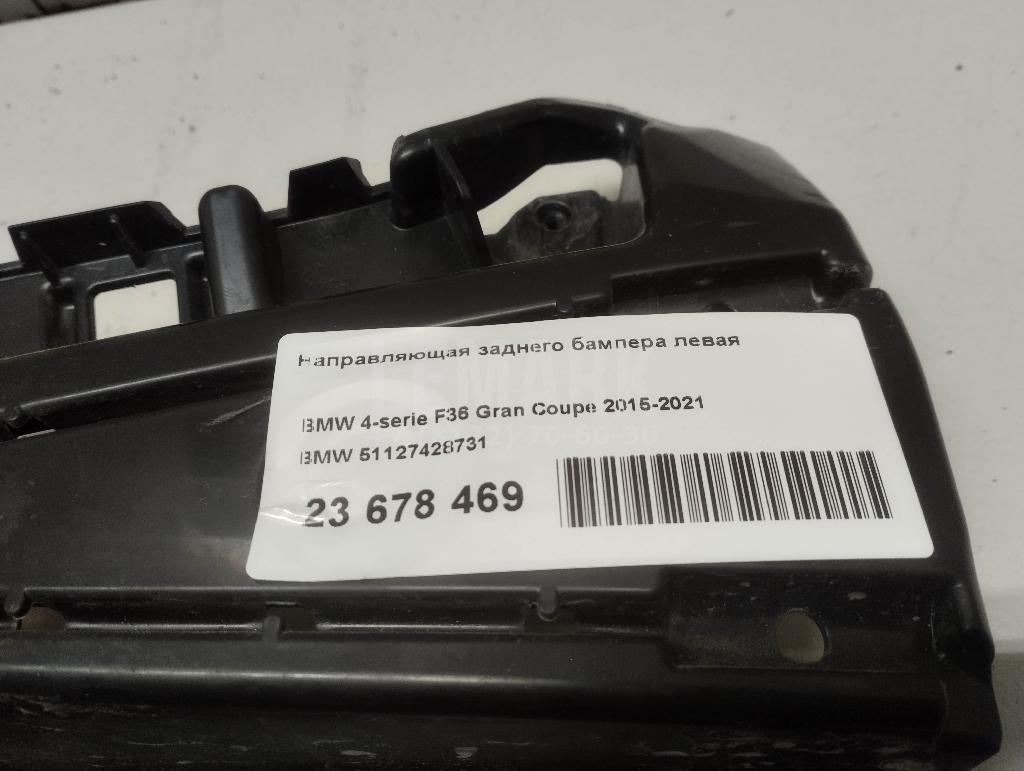 Направляющая заднего бампера левая
BMW 4-serie F36 Gran Coupe 2015-2021
BMW 51127428731
23 678 469